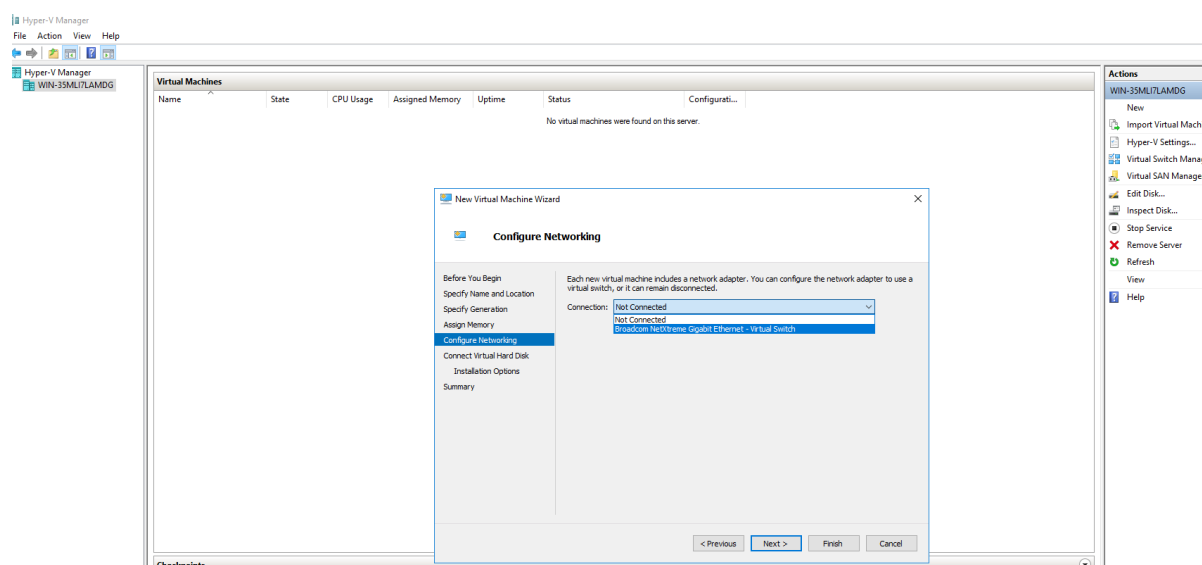 Hyper-V Manager
File Action View Help
Hyper-V Manager
WIN-35MLI7LAMDG
Virtual Machines
Name State CPU Usage Assigned Memory Uptime Status Configurati...
No virtual machines were found on this server.
New Virtual Machine Wizard
Configure Networking
Before You Begin
Specify Name and Location
Specify Generation
Assign Memory
Configure Networking
Connect Virtual Hard Disk
Installation Options
Summary
Each new virtual machine includes a network adapter. You can configure the network adapter to use a
virtual switch, or it can remain disconnected.
Connection: Not Connected
Not Connected
Broadcom NetXtreme Gigabit Ethernet - Virtual Switch
< Previous Next > Finish Cancel
Checkpoints
Actions
WIN-35MLI7LAMDG
New
Import Virtual Mach
Hyper-V Settings...
Virtual Switch Mana
Virtual SAN Manage
Edit Disk...
Inspect Disk...
Stop Service
Remove Server
Refresh
View
Help